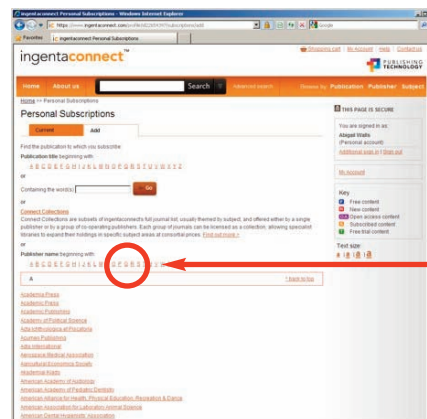 ingentaconnect Personal Subscriptions - Windows Internet Explorer
Google
Favorites ingentaconnect Personal Subscriptions
Shopping cart | My Account | Help | Contact us
ingentaconnect™
PUBLISHING
TECHNOLOGY
Home About us Search Advanced search Browse by Publication Publisher Subject
Home >> Personal Subscriptions
Personal Subscriptions
Current Add
Find the publication to which you subscribe.
Publication title beginning with:
A B C D E F G H I J K L M N O P Q R S T U V W X Y Z
or
Containing the word(s) Go
or
Connect Collections
Connect Collections are subsets of ingentaconnect's full journal list, usually themed by subject, and offered either by a single
publisher or by a group of co-operating publishers. Each group of journals can be licensed as a collection, allowing specialist
libraries to expand their holdings in specific subject areas at consortial prices. Find out more >
or
Publisher name beginning with:
A B C D E F G H I J K L M N O P Q R S
A ^ Back to top
Academia Press
Academic Press
Academic Publishing
Academy of Political Science
Acumen Publishing
Adis International
Aerospace Medical Association
Agricultural Economics Society
Akademiai Kiadó
American Academy of Audiology
American Academy of Pediatric Dentistry
American Alliance for Health, Physical Education, Recreation & Dance
American Association for Laboratory Animal Science
American Dental Hygienists' Association
THIS PAGE IS SECURE
You are signed in as:
Abigail Walls
(Personal account)
Additional sign in | Sign out
My Account
Key
F Free content
N New content
Open access content
S Subscribed content
T Free trial content
Text size:
A | A | A | A